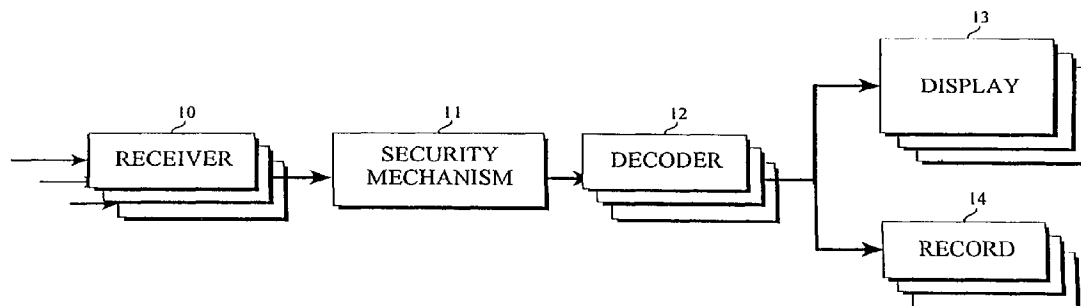 10
RECEIVER
11
SECURITY
MECHANISM
12
DECODER
13
DISPLAY
14
RECORD